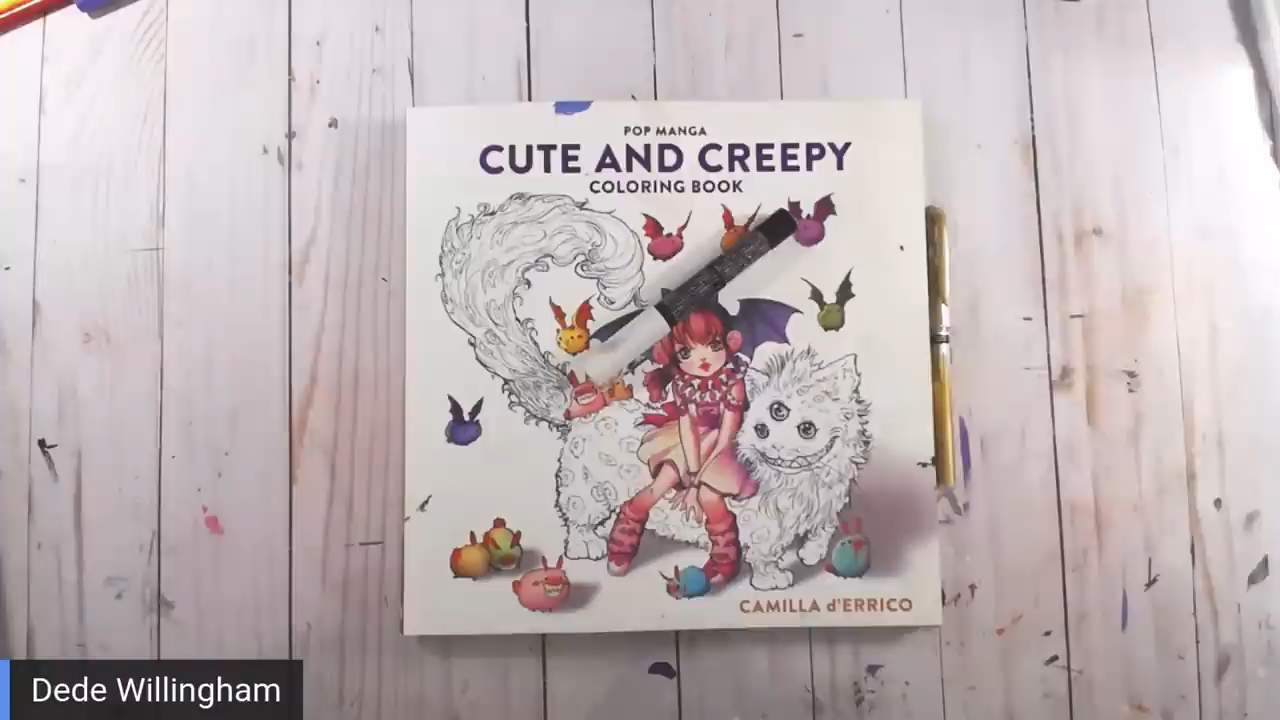 POP MANGA
CUTE AND CREEPY
COLORING BOOK
CAMILLA d'ERRICO
Dede Willingham